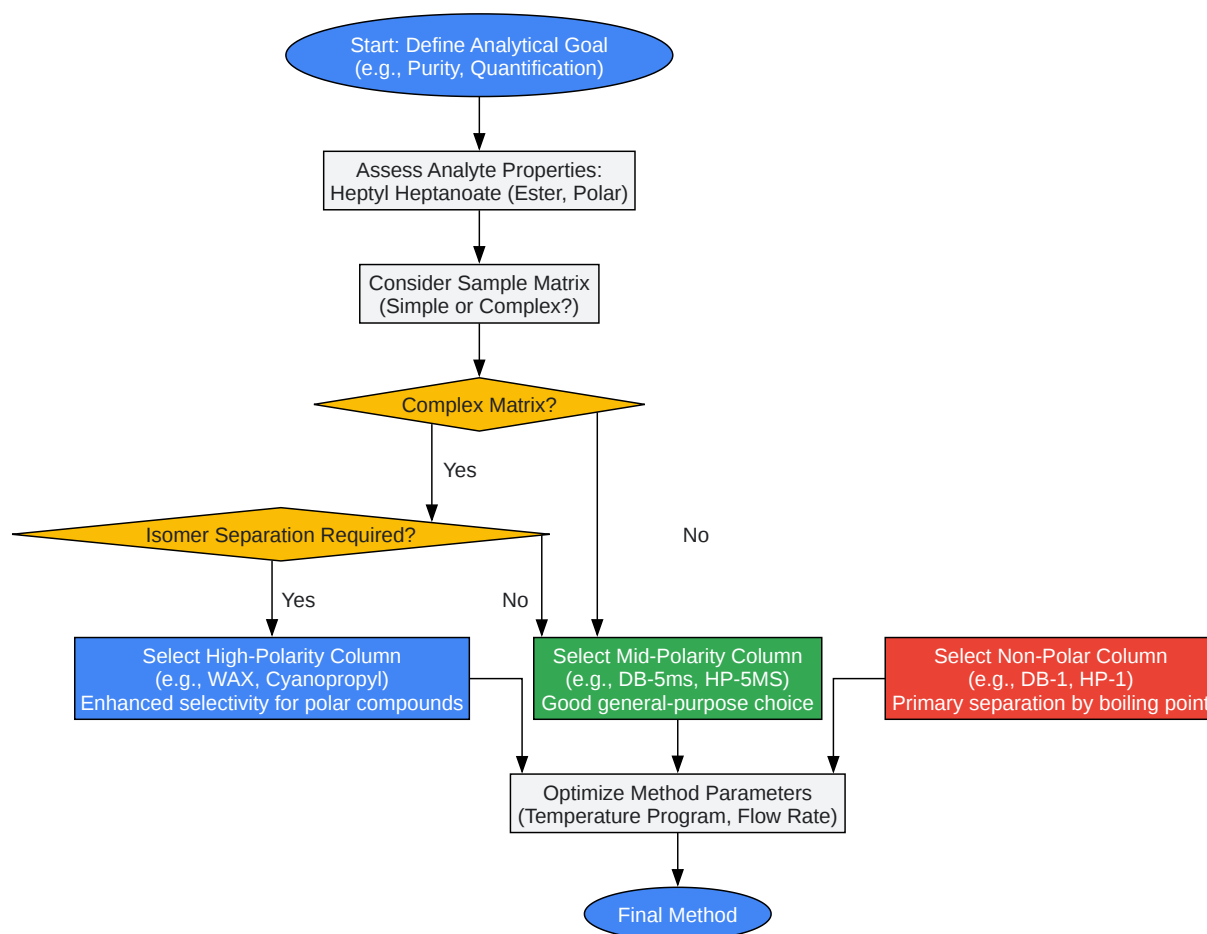 Start: Define Analytical Goal
(e.g., Purity, Quantification)
Assess Analyte Properties:
Heptyl Heptanoate (Ester, Polar)
Consider Sample Matrix
(Simple or Complex?)
Complex Matrix?
Yes
Isomer Separation Required?
No
Yes
No
Select High-Polarity Column
(e.g., WAX, Cyanopropyl)
Enhanced selectivity for polar compounds
Select Mid-Polarity Column
(e.g., DB-5ms, HP-5MS)
Good general-purpose choice
Select Non-Polar Column
(e.g., DB-1, HP-1)
Primary separation by boiling point
Optimize Method Parameters
(Temperature Program, Flow Rate)
Final Method